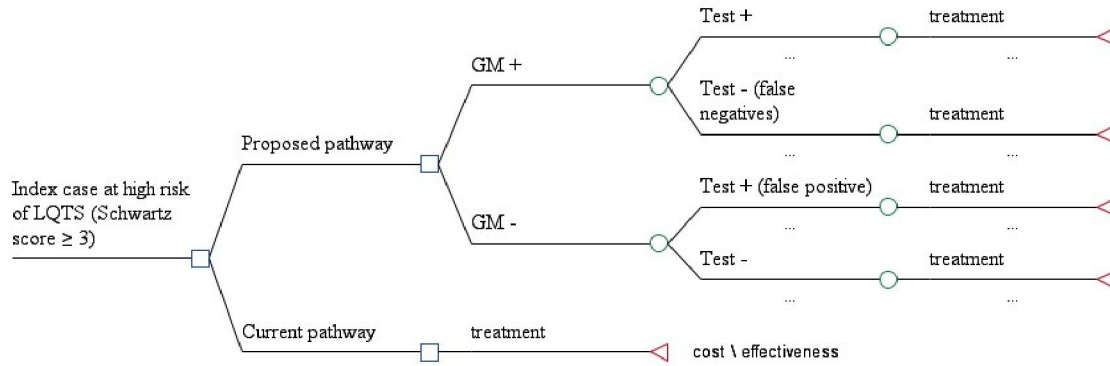 Test +
treatment
...
...
GM +
Test - (false
negatives)
treatment
...
...
Proposed pathway
Index case at high risk
of LQTS (Schwartz
score ≥ 3)
Test + (false positive)
treatment
...
...
GM -
Test -
treatment
...
...
Current pathway
treatment
cost \ effectiveness